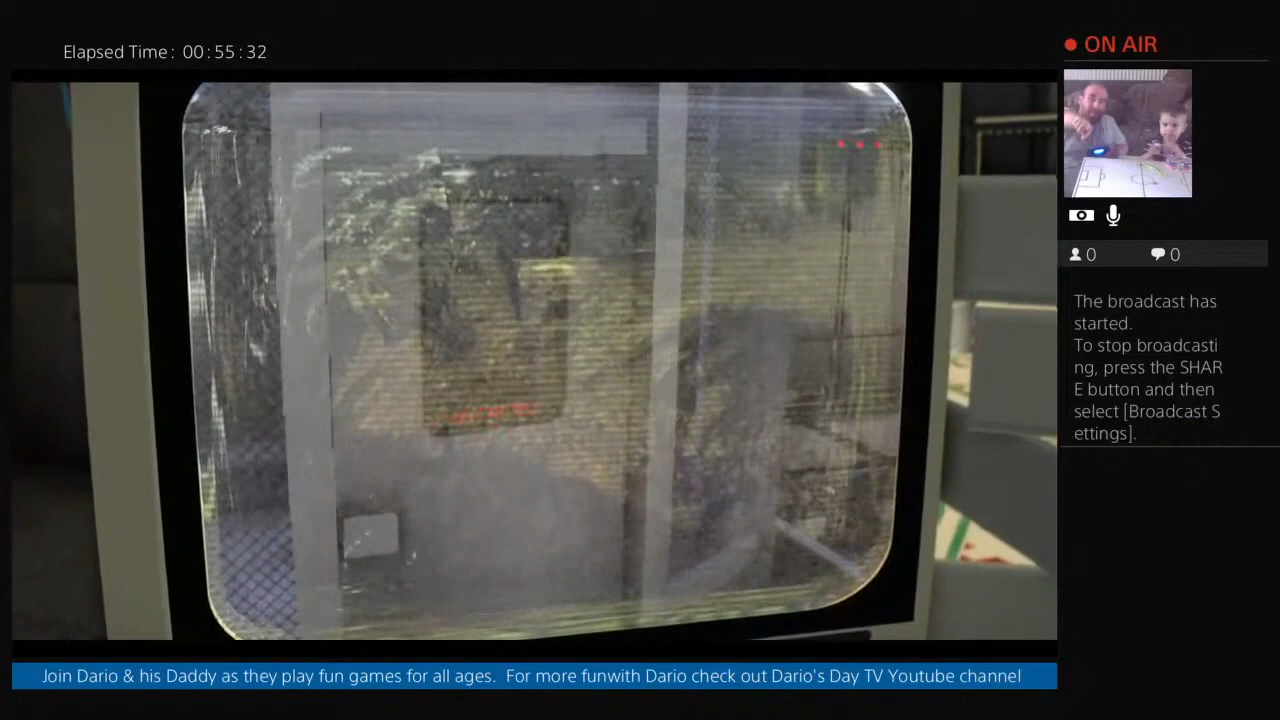 Elapsed Time: 00:55:32
ON AIR
0 0
The broadcast has
started.
To stop broadcasti
ng, press the SHAR
E button and then
select [Broadcast S
ettings].
Join Dario & his Daddy as they play fun games for all ages. For more funwith Dario check out Dario's Day TV Youtube channel